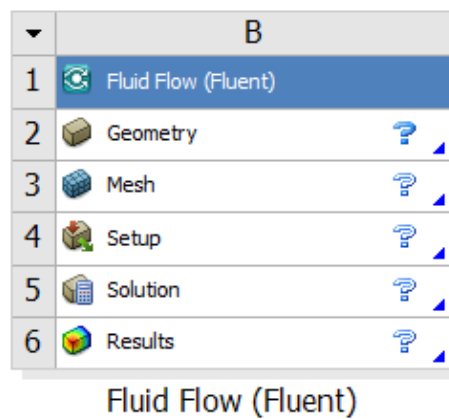 B
1 Fluid Flow (Fluent)
2 Geometry ?
3 Mesh ?
4 Setup ?
5 Solution ?
6 Results ?
Fluid Flow (Fluent)